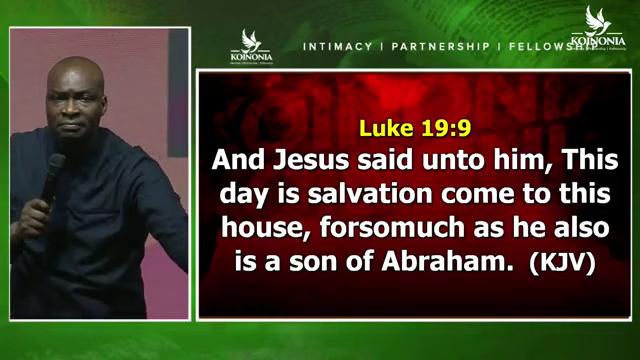 KOINONIA
INTIMACY | PARTNERSHIP | FELLOWSHIP
KOINONIA
Luke 19:9
And Jesus said unto him, This
day is salvation come to this
house, forsomuch as he also
is a son of Abraham. (KJV)